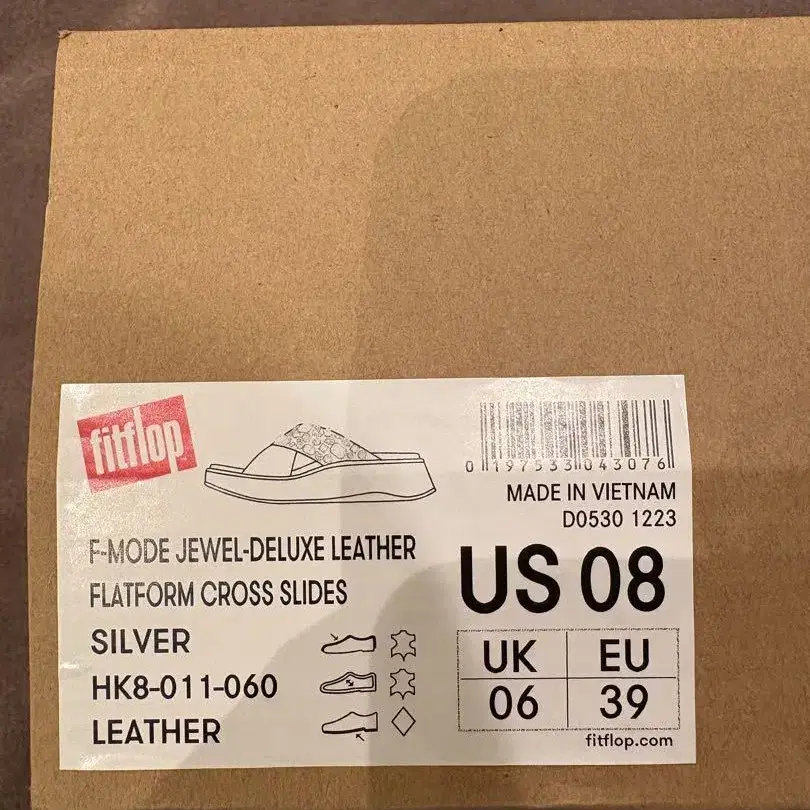 fitflop
0 197533 043076
MADE IN VIETNAM
D0530 1223
F-MODE JEWEL-DELUXE LEATHER
FLATFORM CROSS SLIDES
SILVER
HK8-011-060
LEATHER
US 08
UK EU
06 39
fitflop.com